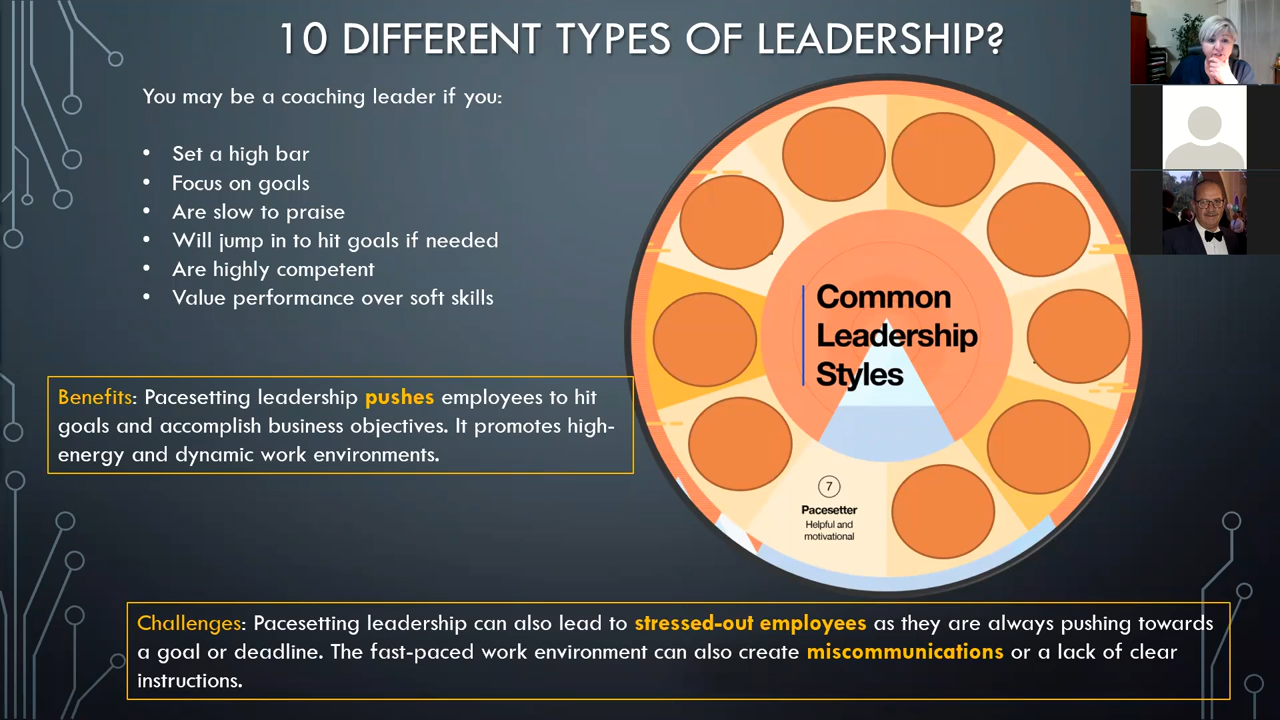 10 DIFFERENT TYPES OF LEADERSHIP?
You may be a coaching leader if you:
• Set a high bar
• Focus on goals
• Are slow to praise
• Will jump in to hit goals if needed
• Are highly competent
• Value performance over soft skills
Benefits: Pacesetting leadership pushes employees to hit
goals and accomplish business objectives. It promotes high-
energy and dynamic work environments.
Common
Leadership
Styles
7
Pacesetter
Helpful and
motivational
Challenges: Pacesetting leadership can also lead to stressed-out employees as they are always pushing towards
a goal or deadline. The fast-paced work environment can also create miscommunications or a lack of clear
instructions.